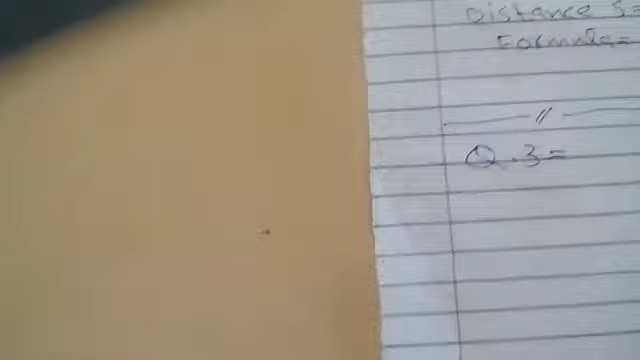 Distance S=
Formula=
//
Q.3=